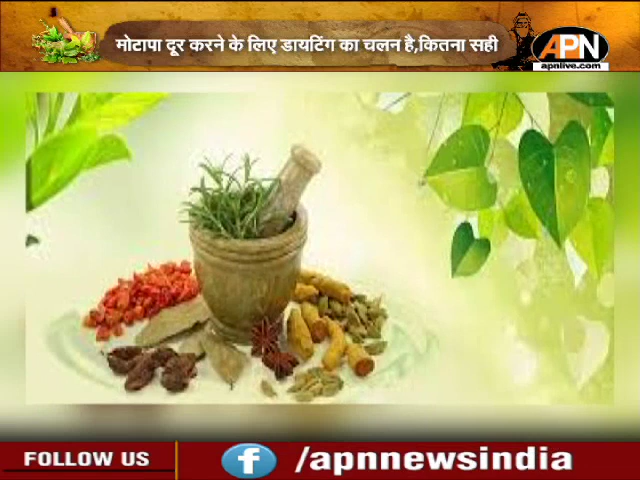 मोटापा दूर करने के लिए डायटिंग का चलन है,कितना सही
APN
apnlive.com
FOLLOW US
f /apnnewsindia